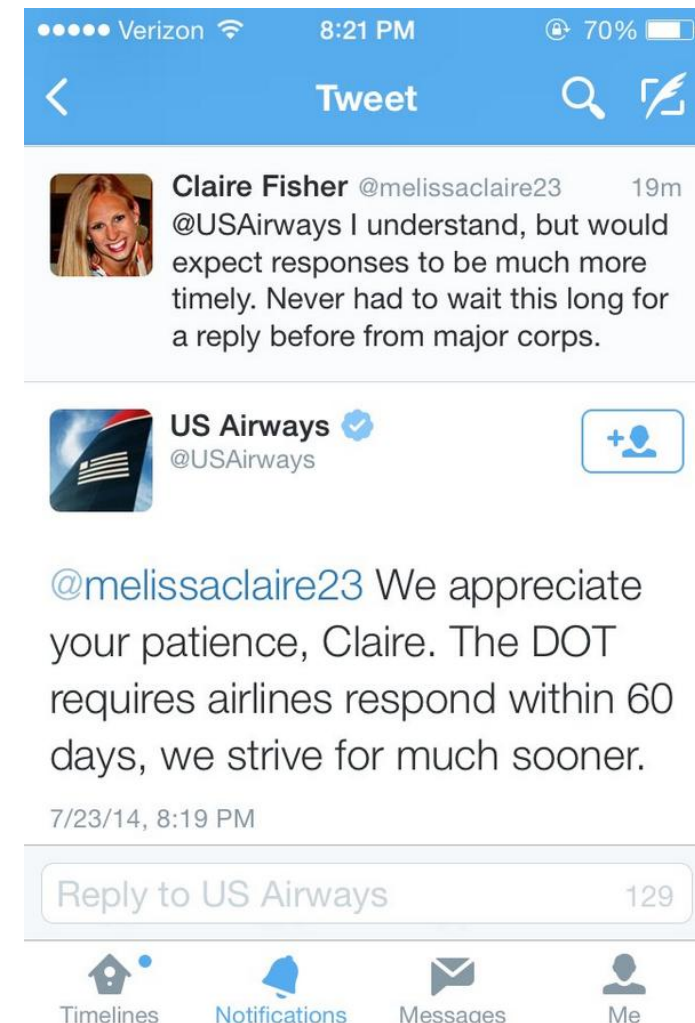 Verizon 8:21 PM 70%
Tweet
Claire Fisher @melissaclaire23 19m
@USAirways I understand, but would
expect responses to be much more
timely. Never had to wait this long for
a reply before from major corps.
US Airways
@USAirways
@melissaclaire23 We appreciate
your patience, Claire. The DOT
requires airlines respond within 60
days, we strive for much sooner.
7/23/14, 8:19 PM
Reply to US Airways 129
Timelines Notifications Messages Me